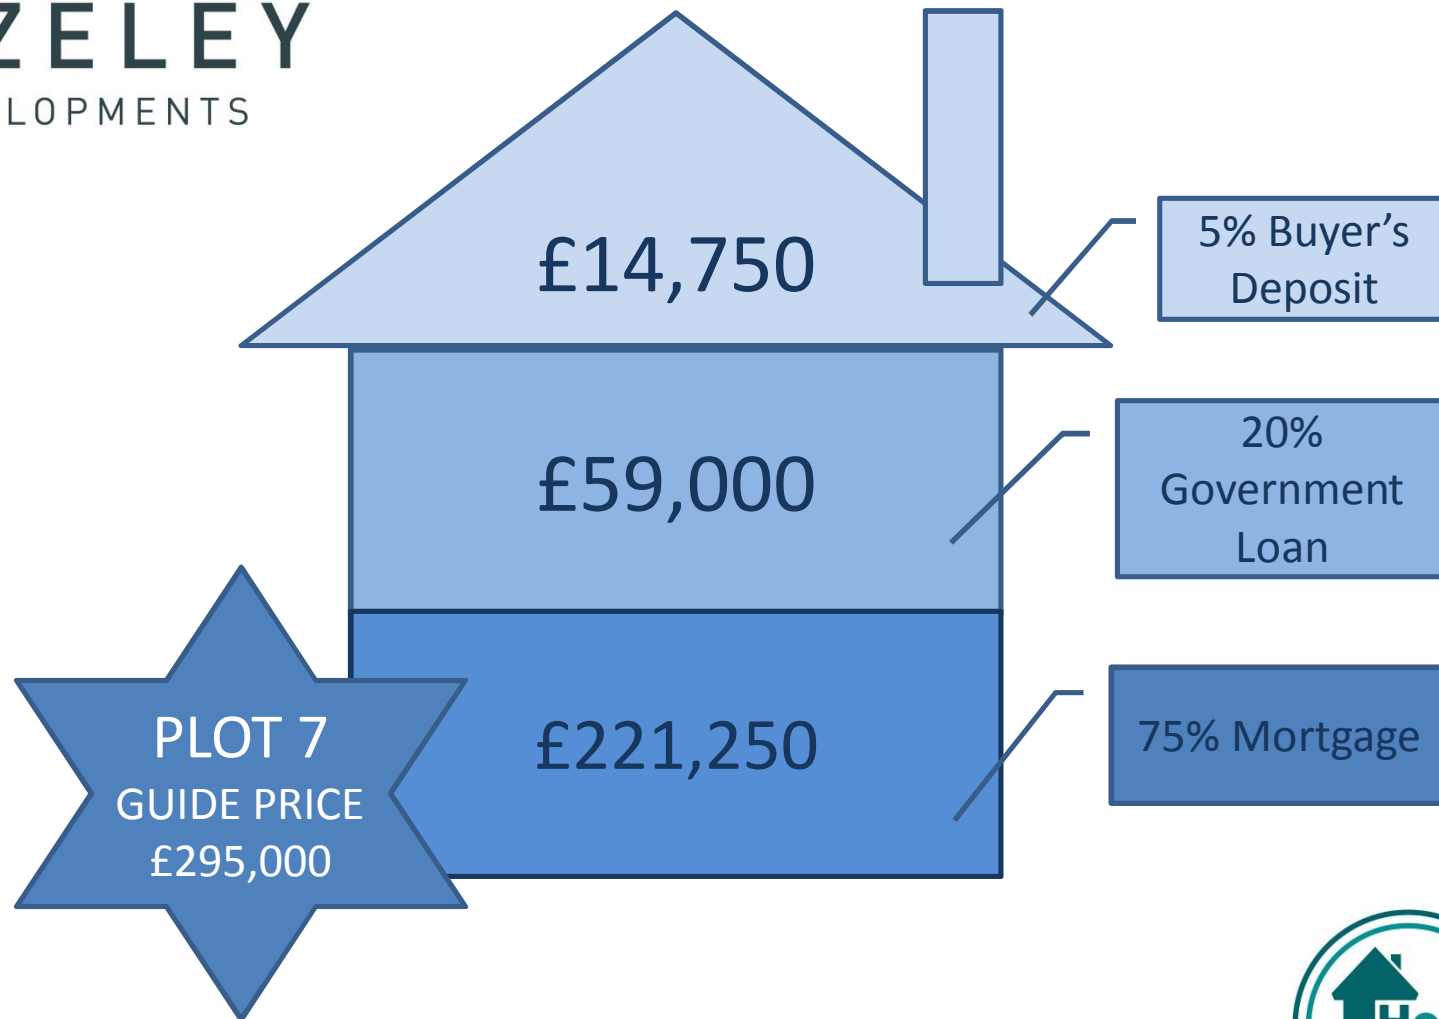 ZELEY
LOPMENTS
£14,750
5% Buyer's
Deposit
£59,000
20%
Government
Loan
£221,250
75% Mortgage
PLOT 7
GUIDE PRICE
£295,000